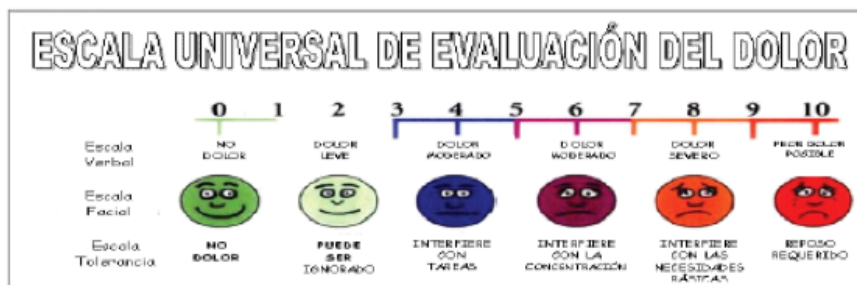 ESCALA UNIVERSAL DE EVALUACIÓN DEL DOLOR
0 1 2 3 4 5 6 7 8 9 10
Escala Verbal
NO DOLOR
DOLOR LEVE
DOLOR MODERADO
DOLOR MODERADO
DOLOR SEVERO
PEOR DOLOR POSIBLE
Escala Facial
Escala Tolerancia
NO DOLOR
PUEDE SER IGNORADO
INTERFIERE CON TAREAS
INTERFIERE CON LA CONCENTRACIÓN
INTERFIERE CON LAS NECESIDADES BÁSICAS
REPOSO REQUERIDO